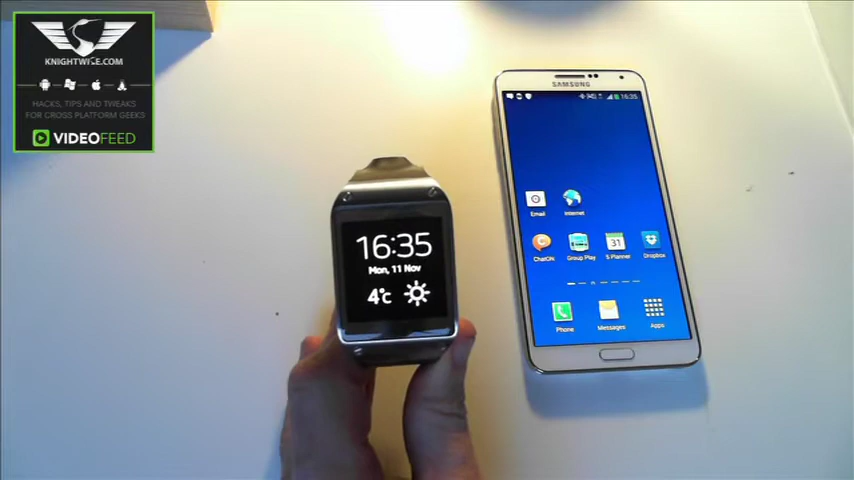 KNIGHTWISE.COM
HACKS, TIPS AND TWEAKS
FOR CROSS PLATFORM GEEKS
VIDEOFEED
SAMSUNG
16:35
16:35
Mon, 11 Nov
4°c
Email
Internet
ChatON
Group Play
31
S Planner
Dropbox
Phone
Messages
Apps